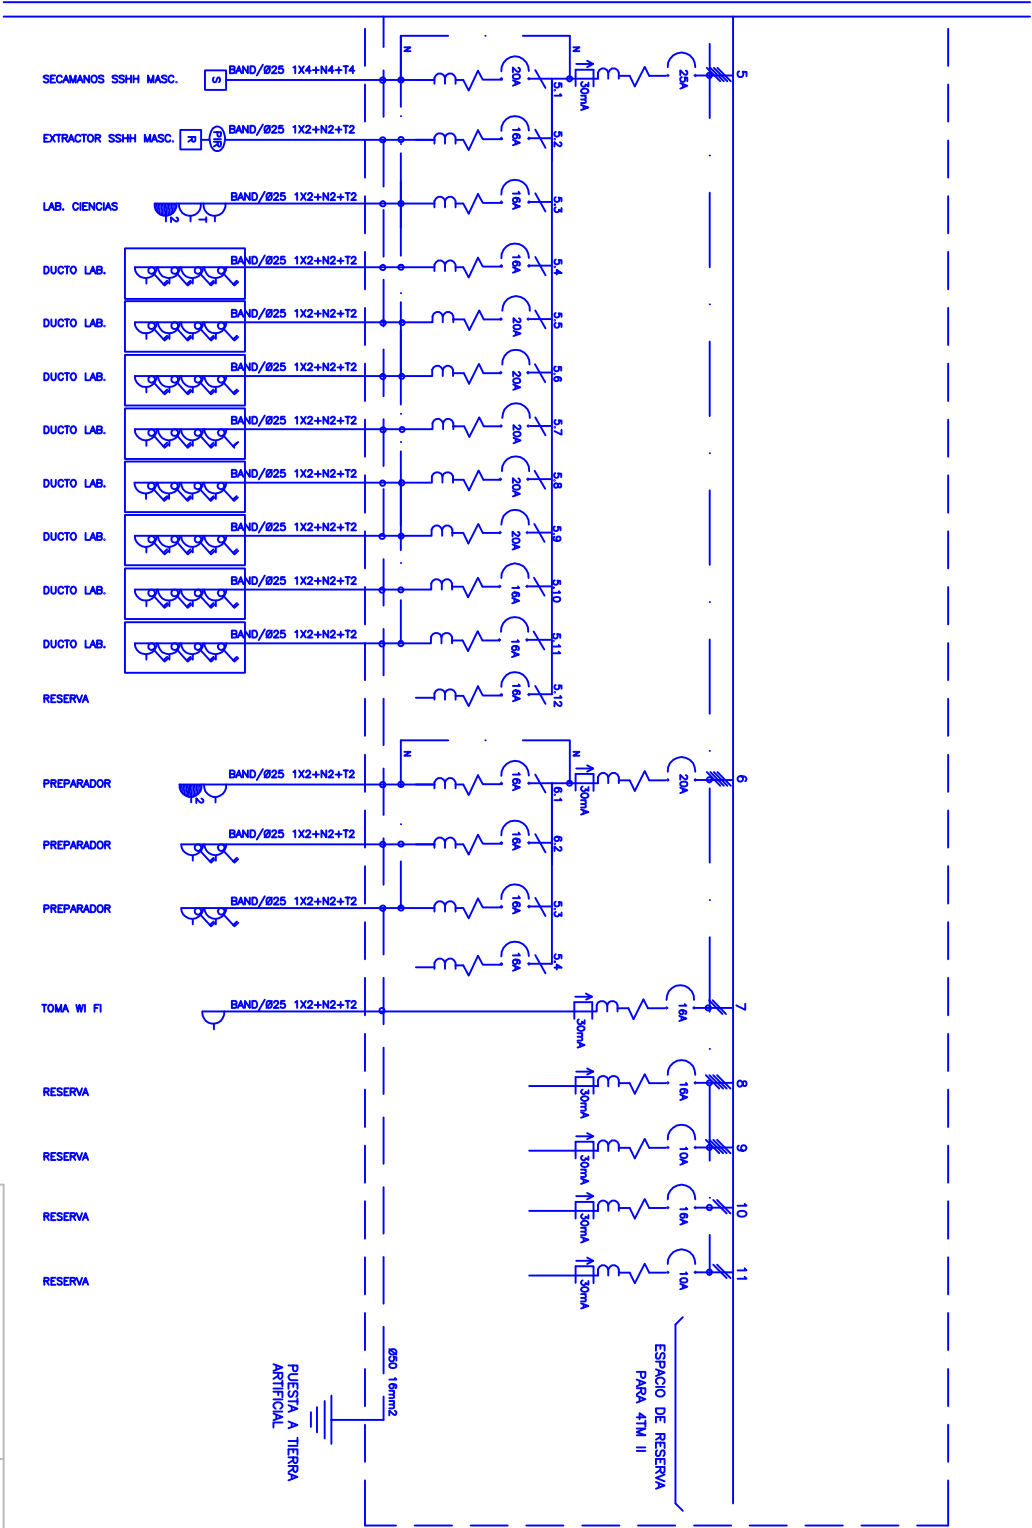 SECAMANOS SSHH MASC. S BAND/Ø25 1X4+N4+T4 N 20A 5.1 N 30mA 25A 5
EXTRACTOR SSHH MASC. R PIR BAND/Ø25 1X2+N2+T2 16A 5.2
LAB. CIENCIAS 2 T BAND/Ø25 1X2+N2+T2 16A 5.3
DUCTO LAB. BAND/Ø25 1X2+N2+T2 16A 5.4
DUCTO LAB. BAND/Ø25 1X2+N2+T2 20A 5.5
DUCTO LAB. BAND/Ø25 1X2+N2+T2 20A 5.6
DUCTO LAB. BAND/Ø25 1X2+N2+T2 20A 5.7
DUCTO LAB. BAND/Ø25 1X2+N2+T2 20A 5.8
DUCTO LAB. BAND/Ø25 1X2+N2+T2 20A 5.9
DUCTO LAB. BAND/Ø25 1X2+N2+T2 16A 5.10
DUCTO LAB. BAND/Ø25 1X2+N2+T2 16A 5.11
RESERVA 16A 5.12
PREPARADOR 2 BAND/Ø25 1X2+N2+T2 N 16A 6.1 N 30mA 20A 6
PREPARADOR BAND/Ø25 1X2+N2+T2 16A 6.2
PREPARADOR BAND/Ø25 1X2+N2+T2 16A 5.3
16A 5.4
TOMA WI FI BAND/Ø25 1X2+N2+T2 30mA 16A 7
RESERVA 30mA 16A 8
RESERVA 30mA 10A 9
RESERVA 30mA 16A 10
RESERVA 30mA 10A 11
Ø50 16mm2
PUESTA A TIERRA
ARTIFICIAL
ESPACIO DE RESERVA
PARA 4TM II